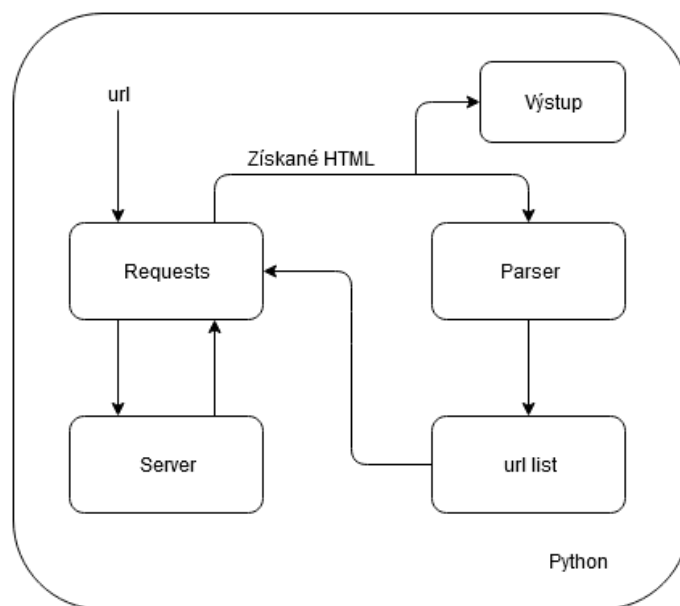 url
Výstup
Získané HTML
Requests
Parser
Server
url list
Python